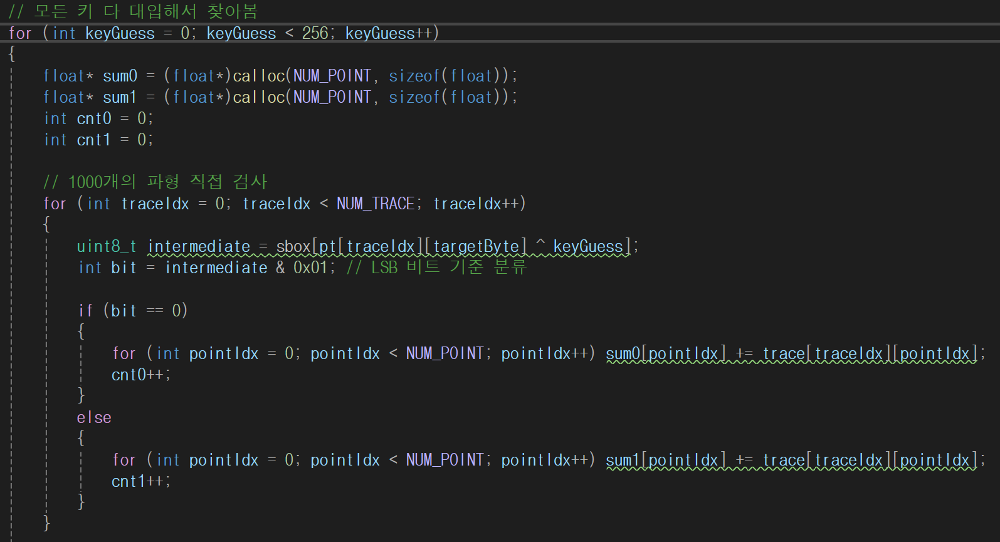 // 모든 키 다 대입해서 찾아봄
for (int keyGuess = 0; keyGuess < 256; keyGuess++)
{
    float* sum0 = (float*)calloc(NUM_POINT, sizeof(float));
    float* sum1 = (float*)calloc(NUM_POINT, sizeof(float));
    int cnt0 = 0;
    int cnt1 = 0;

    // 1000개의 파형 직접 검사
    for (int traceIdx = 0; traceIdx < NUM_TRACE; traceIdx++)
    {
        uint8_t intermediate = sbox[pt[traceIdx][targetByte] ^ keyGuess];
        int bit = intermediate & 0x01; // LSB 비트 기준 분류

        if (bit == 0)
        {
            for (int pointIdx = 0; pointIdx < NUM_POINT; pointIdx++) sum0[pointIdx] += trace[traceIdx][pointIdx];
            cnt0++;
        }
        else
        {
            for (int pointIdx = 0; pointIdx < NUM_POINT; pointIdx++) sum1[pointIdx] += trace[traceIdx][pointIdx];
            cnt1++;
        }
    }